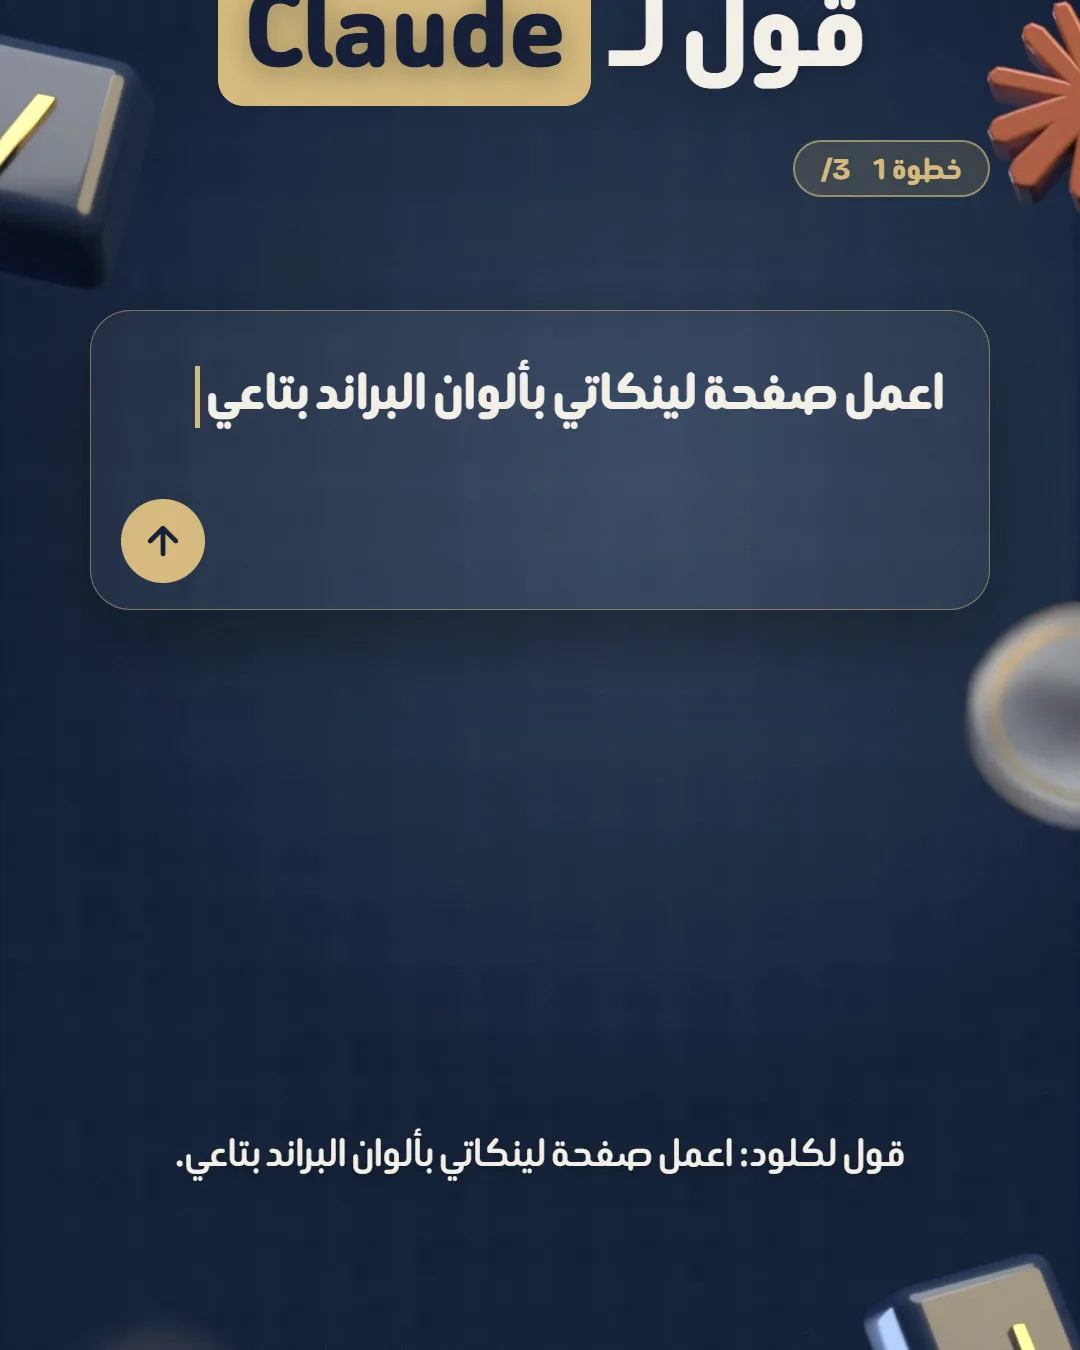 قول لـ Claude
خطوة 1 /3
اعمل صفحة لينكاتي بألوان البراند بتاعي
قول لكلود: اعمل صفحة لينكاتي بألوان البراند بتاعي.